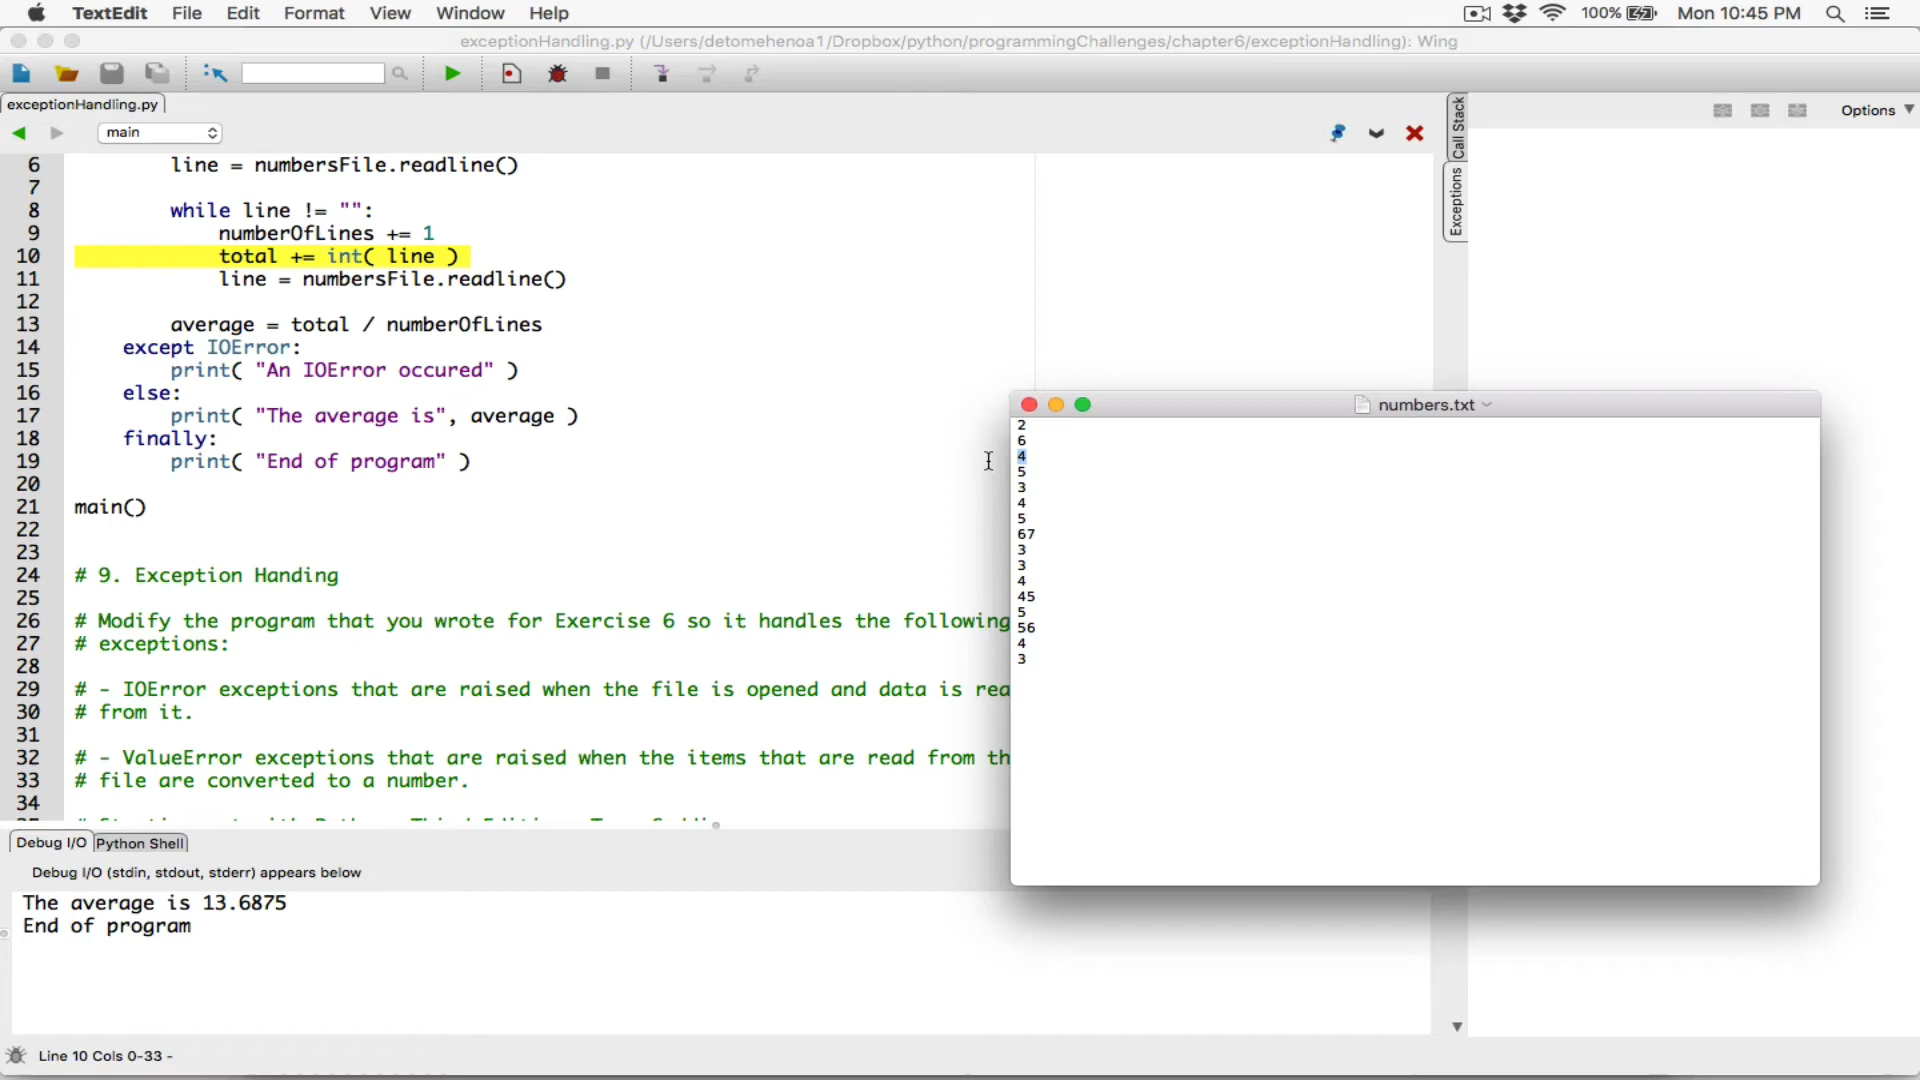 TextEdit File Edit Format View Window Help 100% Mon 10:45 PM
exceptionHandling.py (/Users/detomehenoa1/Dropbox/python/programmingChallenges/chapter6/exceptionHandling): Wing
exceptionHandling.py
main
Options
Call Stack
Exceptions
6 line = numbersFile.readline()
7
8 while line != "":
9 numberOfLines += 1
10 total += int( line )
11 line = numbersFile.readline()
12
13 average = total / numberOfLines
14 except IOError:
15 print( "An IOError occured" )
16 else:
17 print( "The average is", average )
18 finally:
19 print( "End of program" )
20
21 main()
22
23
24 # 9. Exception Handing
25
26 # Modify the program that you wrote for Exercise 6 so it handles the following
27 # exceptions:
28
29 # - IOError exceptions that are raised when the file is opened and data is rea
30 # from it.
31
32 # - ValueError exceptions that are raised when the items that are read from th
33 # file are converted to a number.
34
numbers.txt
2
6
4
5
3
4
5
67
3
3
4
45
5
56
4
3
Debug I/O Python Shell
Debug I/O (stdin, stdout, stderr) appears below
The average is 13.6875
End of program
Line 10 Cols 0-33 -